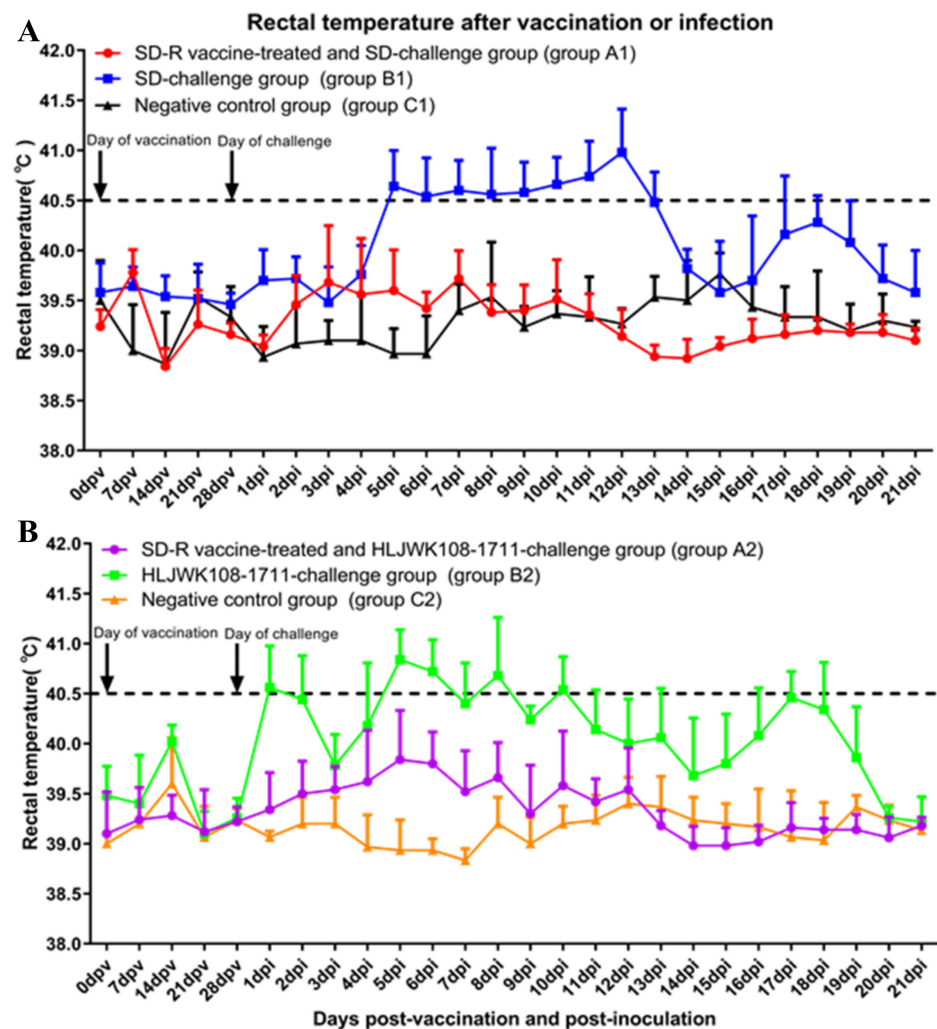 Rectal temperature after vaccination or infection
A
SD-R vaccine-treated and SD-challenge group (group A1)
SD-challenge group (group B1)
Negative control group (group C1)
Day of vaccination
Day of challenge
Rectal temperature( °C)
42.0
41.5
41.0
40.5
40.0
39.5
39.0
38.5
38.0
0dpv 7dpv 14dpv 21dpv 28dpv 1dpi 2dpi 3dpi 4dpi 5dpi 6dpi 7dpi 8dpi 9dpi 10dpi 11dpi 12dpi 13dpi 14dpi 15dpi 16dpi 17dpi 18dpi 19dpi 20dpi 21dpi
B
SD-R vaccine-treated and HLJWK108-1711-challenge group (group A2)
HLJWK108-1711-challenge group (group B2)
Negative control group (group C2)
Day of vaccination
Day of challenge
Rectal temperature( °C)
42.0
41.5
41.0
40.5
40.0
39.5
39.0
38.5
38.0
0dpv 7dpv 14dpv 21dpv 28dpv 1dpi 2dpi 3dpi 4dpi 5dpi 6dpi 7dpi 8dpi 9dpi 10dpi 11dpi 12dpi 13dpi 14dpi 15dpi 16dpi 17dpi 18dpi 19dpi 20dpi 21dpi
Days post-vaccination and post-inoculation